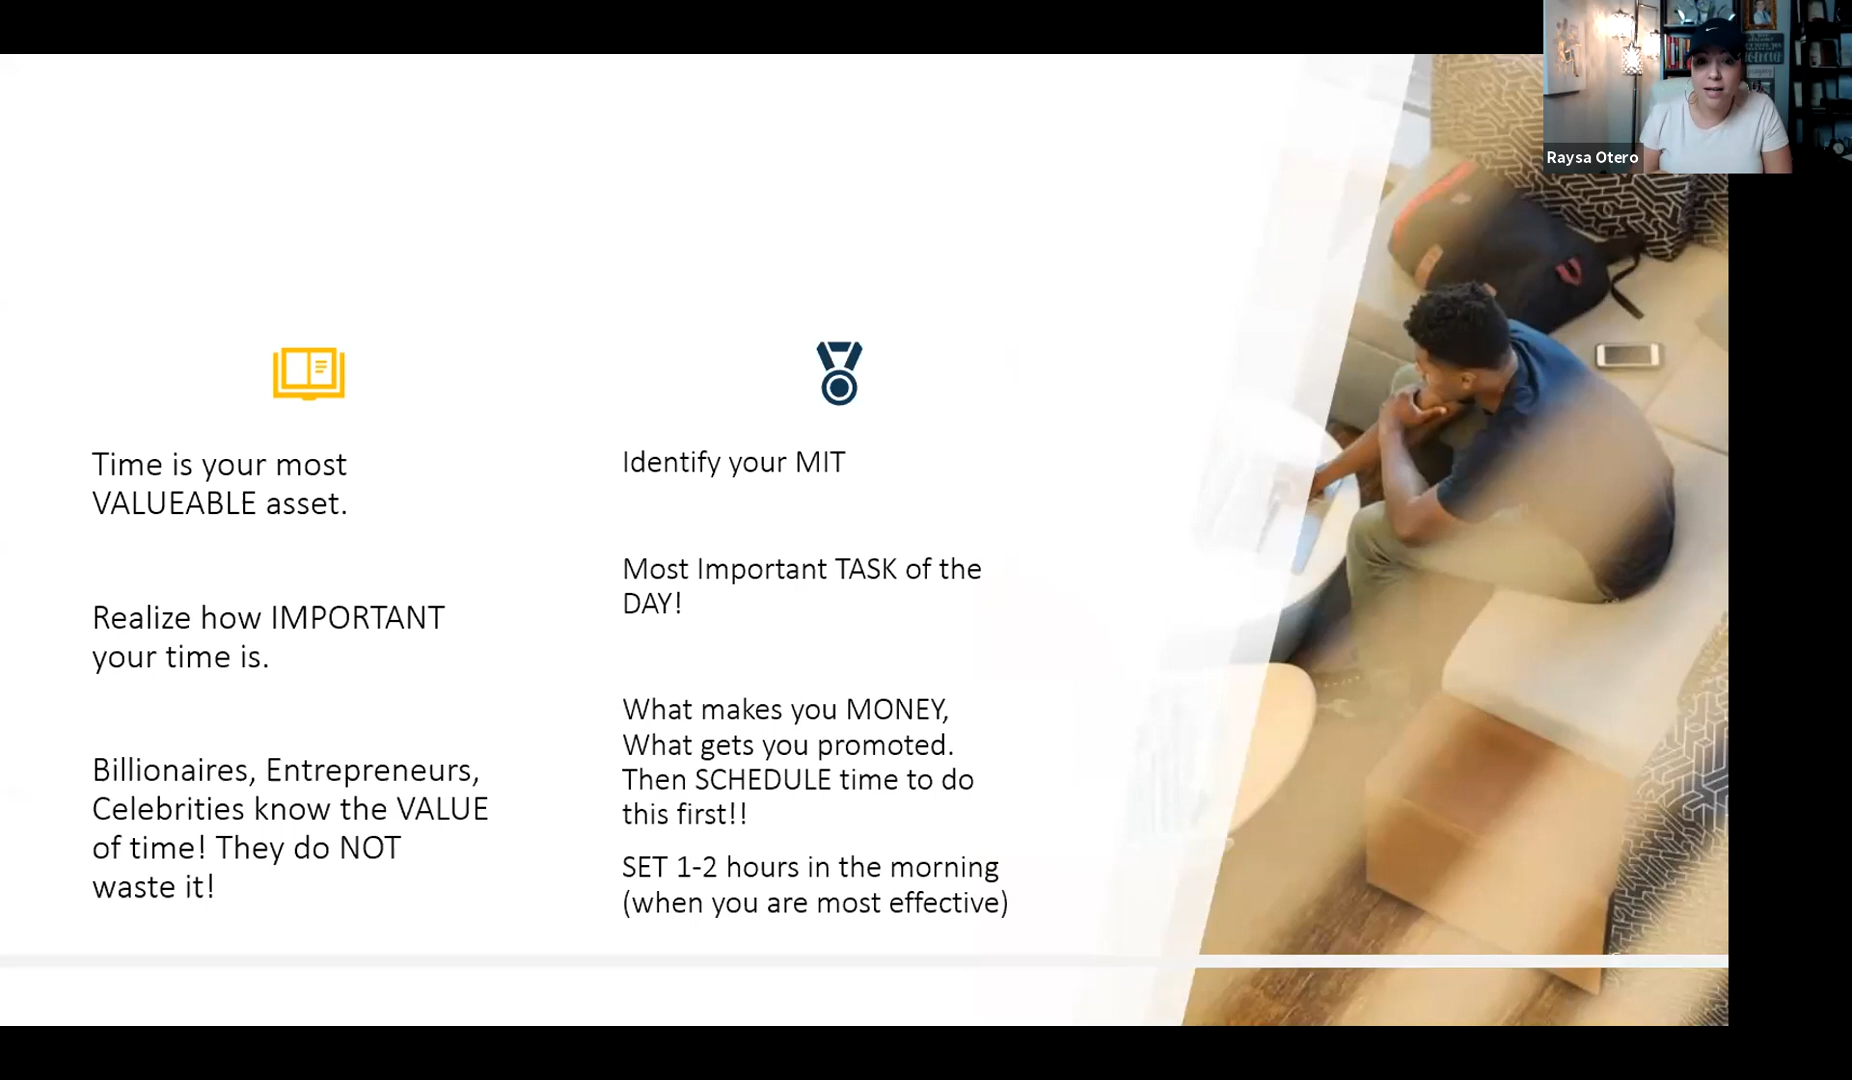 Raysa Otero
Time is your most
VALUEABLE asset.
Realize how IMPORTANT
your time is.
Billionaires, Entrepreneurs,
Celebrities know the VALUE
of time! They do NOT
waste it!
Identify your MIT
Most Important TASK of the
DAY!
What makes you MONEY,
What gets you promoted.
Then SCHEDULE time to do
this first!!
SET 1-2 hours in the morning
(when you are most effective)